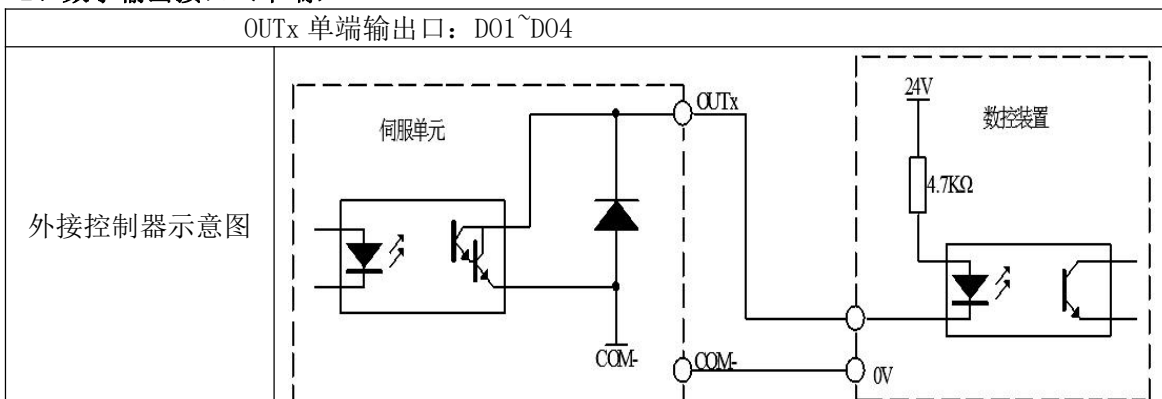 OUTx 单端输出口：DO1~DO4
外接控制器示意图
伺服单元
OUTx
COM-
COM-
24V
数控装置
4.7KΩ
0V